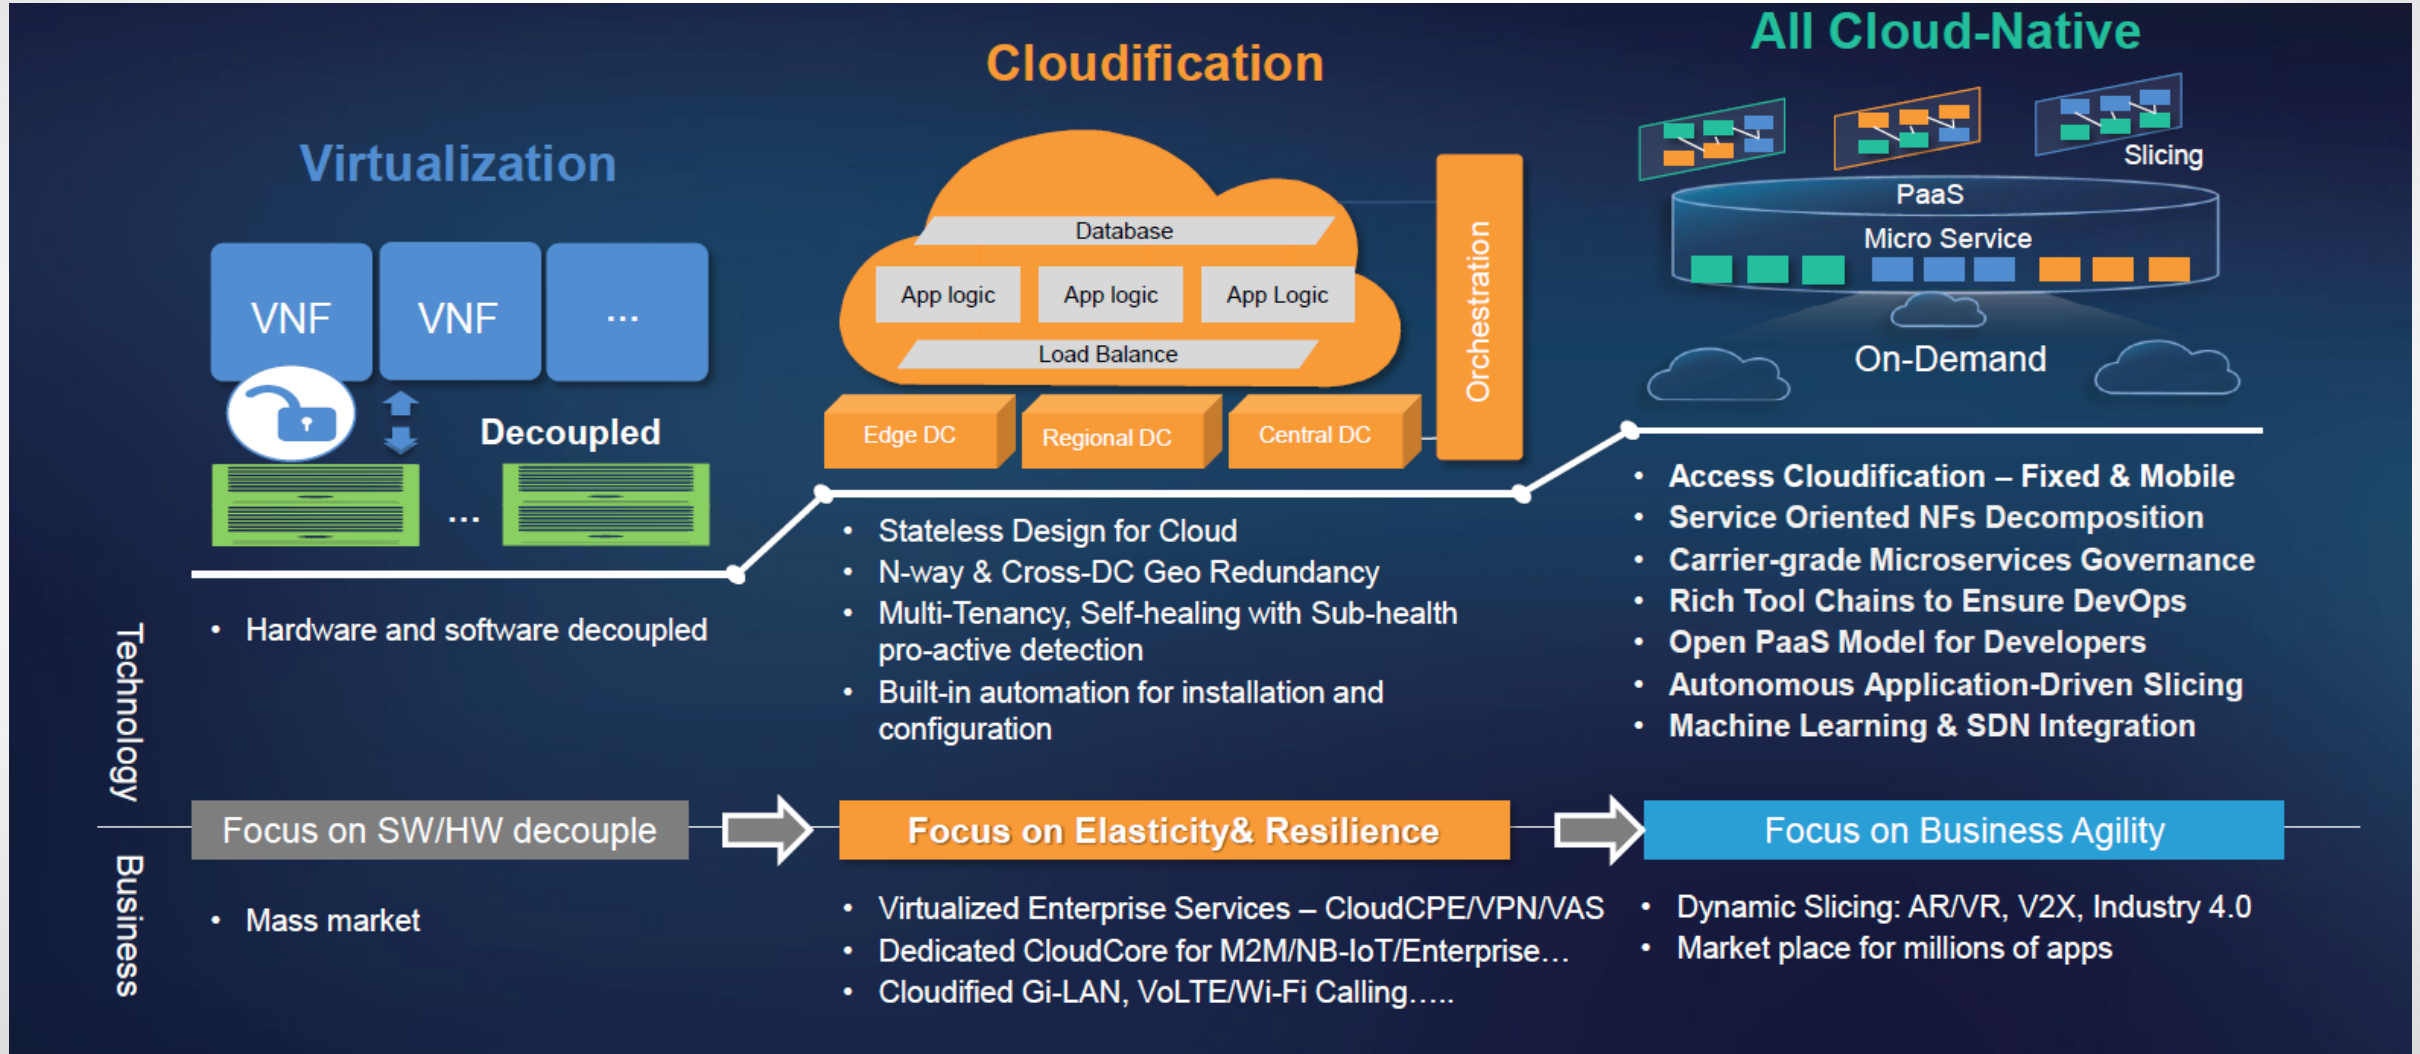 Virtualization
VNF
VNF
...
Decoupled
...
Cloudification
Database
App logic
App logic
App Logic
Load Balance
Edge DC
Regional DC
Central DC
Orchestration
All Cloud-Native
Slicing
PaaS
Micro Service
On-Demand
Technology
• Hardware and software decoupled
• Stateless Design for Cloud
• N-way & Cross-DC Geo Redundancy
• Multi-Tenancy, Self-healing with Sub-health
pro-active detection
• Built-in automation for installation and
configuration
• Access Cloudification – Fixed & Mobile
• Service Oriented NFs Decomposition
• Carrier-grade Microservices Governance
• Rich Tool Chains to Ensure DevOps
• Open PaaS Model for Developers
• Autonomous Application-Driven Slicing
• Machine Learning & SDN Integration
Focus on SW/HW decouple
Focus on Elasticity& Resilience
Focus on Business Agility
Business
• Mass market
• Virtualized Enterprise Services – CloudCPE/VPN/VAS
• Dedicated CloudCore for M2M/NB-IoT/Enterprise…
• Cloudified Gi-LAN, VoLTE/Wi-Fi Calling…..
• Dynamic Slicing: AR/VR, V2X, Industry 4.0
• Market place for millions of apps